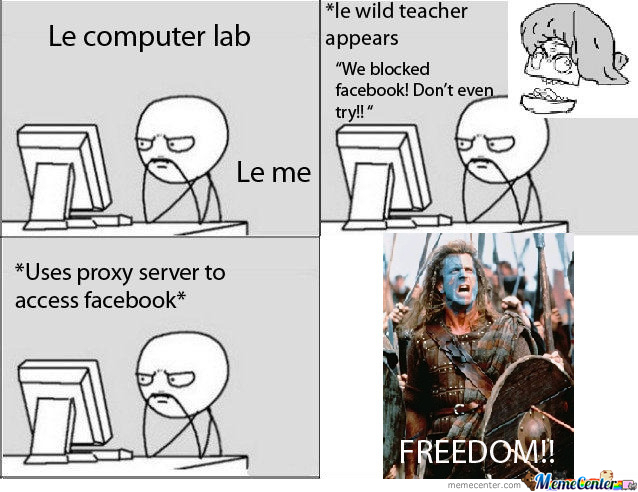 Le computer lab
Le me
*le wild teacher
appears
“We blocked
facebook! Don’t even
try!! “
*Uses proxy server to
access facebook*
FREEDOM!!
memecenter.com
MemeCenter